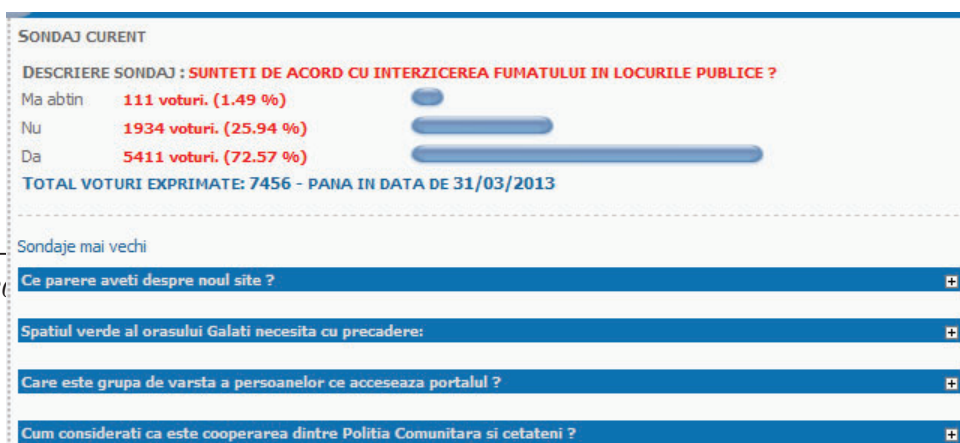 SONDAJ CURENT
DESCRIERE SONDAJ : SUNTETI DE ACORD CU INTERZICEREA FUMATULUI IN LOCURILE PUBLICE ?
Ma abtin 111 voturi. (1.49 %)
Nu 1934 voturi. (25.94 %)
Da 5411 voturi. (72.57 %)
TOTAL VOTURI EXPRIMATE: 7456 - PANA IN DATA DE 31/03/2013
Sondaje mai vechi
Ce parere aveti despre noul site ?
Spatiul verde al orasului Galati necesita cu precadere:
Care este grupa de varsta a persoanelor ce acceseaza portalul ?
Cum considerati ca este cooperarea dintre Politia Comunitara si cetateni ?